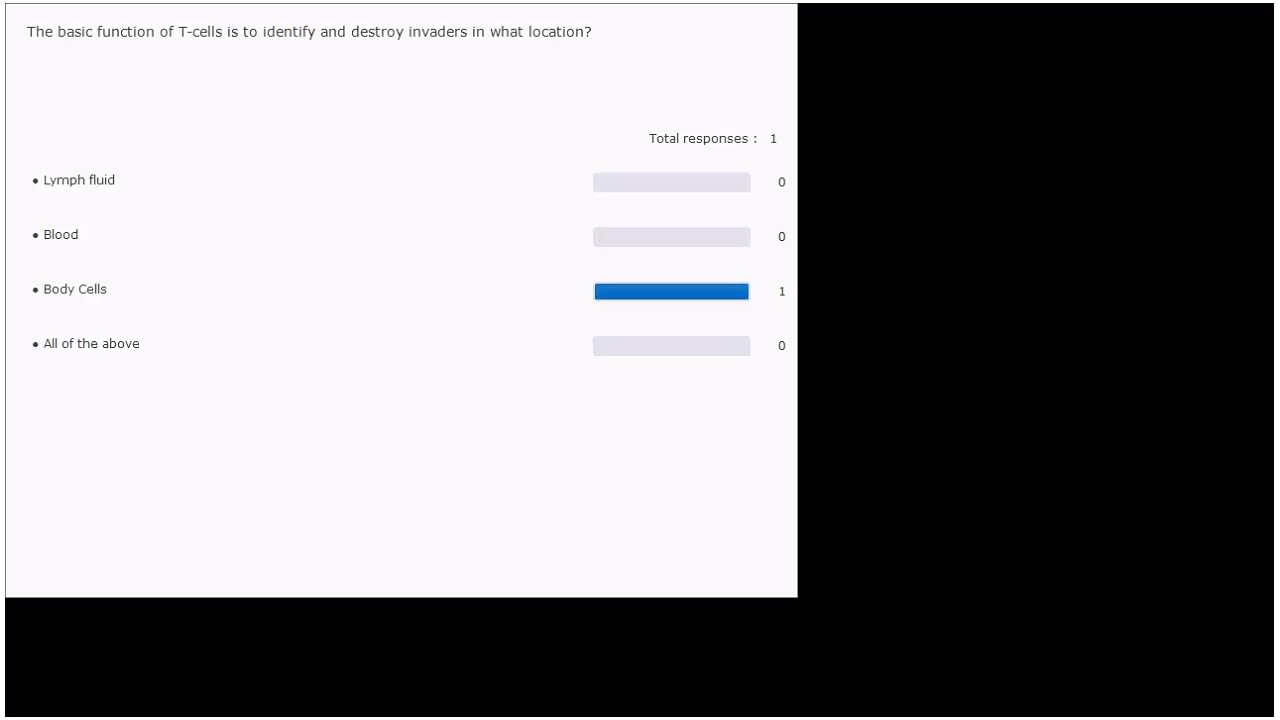 The basic function of T-cells is to identify and destroy invaders in what location?
Total responses : 1
• Lymph fluid 0
• Blood 0
• Body Cells 1
• All of the above 0